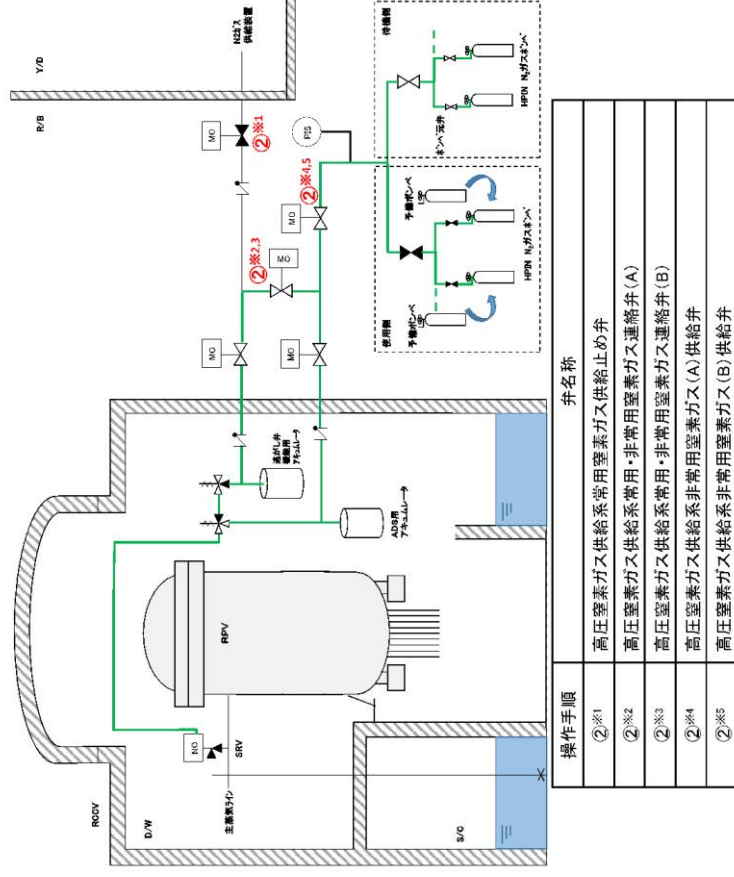 RCCV
D/W
S/C
R/B
Y/D
N2ガス
供給装置
MO
②※1
②※2,3
MO
MO
②※4,5
MO
MO
PIS
待機側
ボンベ元弁
HPIN N₂ガスボンベ
使用側
予備ボンベ
予備ボンベ
HPIN N₂ガスボンベ
逃がし弁
機能用
アキュムレータ
ADS用
アキュムレータ
RPV
NO
SRV
主蒸気ライン
操作手順 弁名称
②※1 高圧窒素ガス供給系常用窒素ガス供給止め弁
②※2 高圧窒素ガス供給系常用・非常用窒素ガス連絡弁(A)
②※3 高圧窒素ガス供給系常用・非常用窒素ガス連絡弁(B)
②※4 高圧窒素ガス供給系非常用窒素ガス(A)供給弁
②※5 高圧窒素ガス供給系非常用窒素ガス(B)供給弁